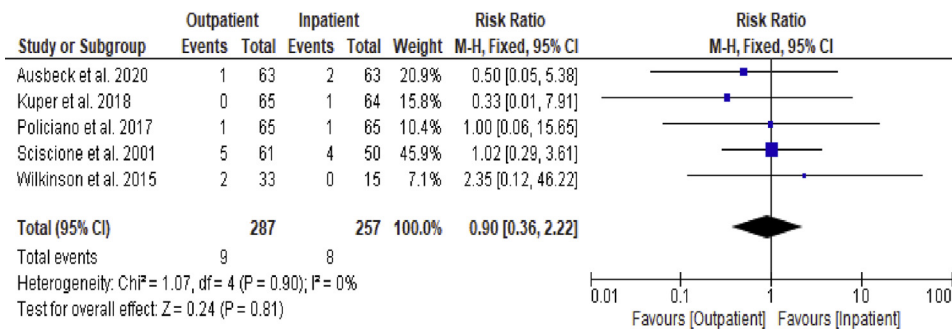 Outpatient Inpatient Risk Ratio Risk Ratio
Study or Subgroup Events Total Events Total Weight M-H, Fixed, 95% CI M-H, Fixed, 95% CI
Ausbeck et al. 2020 1 63 2 63 20.9% 0.50 [0.05, 5.38]
Kuper et al. 2018 0 65 1 64 15.8% 0.33 [0.01, 7.91]
Policiano et al. 2017 1 65 1 65 10.4% 1.00 [0.06, 15.65]
Sciscione et al. 2001 5 61 4 50 45.9% 1.02 [0.29, 3.61]
Wilkinson et al. 2015 2 33 0 15 7.1% 2.35 [0.12, 46.22]
Total (95% CI) 287 257 100.0% 0.90 [0.36, 2.22]
Total events 9 8
Heterogeneity: Chi² = 1.07, df = 4 (P = 0.90); I² = 0%
Test for overall effect: Z = 0.24 (P = 0.81)
0.01 0.1 1 10 100
Favours [Outpatient] Favours [Inpatient]